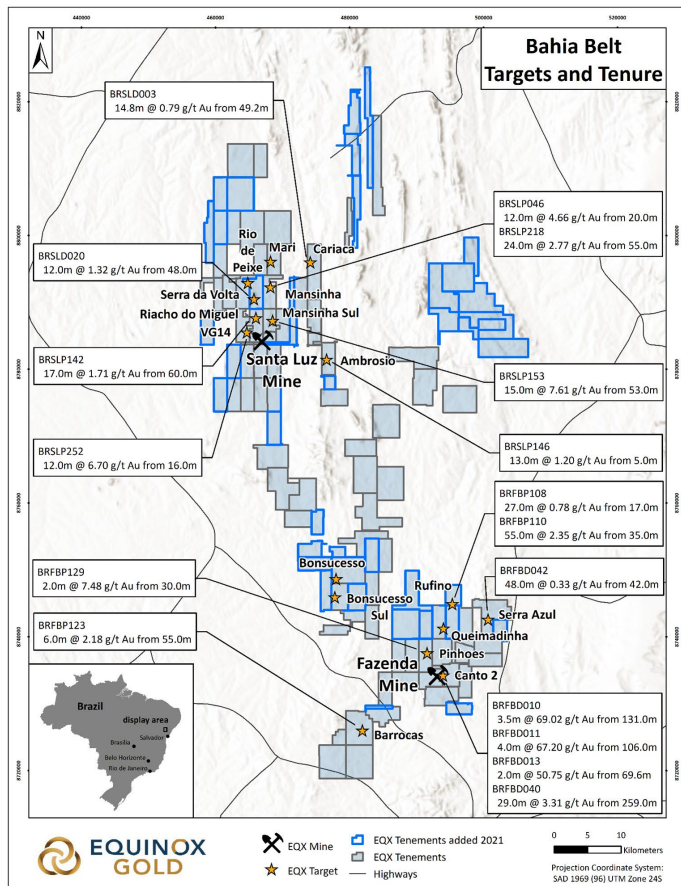 440000
460000
480000
500000
520000
N
Bahia Belt
Targets and Tenure
8820000
8800000
8780000
8760000
8740000
8720000
BRSLD003
14.8m @ 0.79 g/t Au from 49.2m
BRSLP046
12.0m @ 4.66 g/t Au from 20.0m
BRSLP218
24.0m @ 2.77 g/t Au from 55.0m
BRSLD020
12.0m @ 1.32 g/t Au from 48.0m
Rio
de
Peixe
Mari
Cariaca
Serra da Volta
Mansinha
Riacho do Miguel
Mansinha Sul
VG14
Santa Luz
Mine
Ambrosio
BRSLP142
17.0m @ 1.71 g/t Au from 60.0m
BRSLP153
15.0m @ 7.61 g/t Au from 53.0m
BRSLP252
12.0m @ 6.70 g/t Au from 16.0m
BRSLP146
13.0m @ 1.20 g/t Au from 5.0m
BRFBP108
27.0m @ 0.78 g/t Au from 17.0m
BRFBP110
55.0m @ 2.35 g/t Au from 35.0m
BRFBP129
2.0m @ 7.48 g/t Au from 30.0m
BRFBD042
48.0m @ 0.33 g/t Au from 42.0m
BRFBP123
6.0m @ 2.18 g/t Au from 55.0m
Bonsucesso
Bonsucesso
Sul
Rufino
Serra Azul
Queimadinha
Pinhoes
Fazenda
Mine
Canto 2
Barrocas
BRFBD010
3.5m @ 69.02 g/t Au from 131.0m
BRFBD011
4.0m @ 67.20 g/t Au from 106.0m
BRFBD013
2.0m @ 50.75 g/t Au from 69.6m
BRFBD040
29.0m @ 3.31 g/t Au from 259.0m
Brazil
display area
Salvador
Brasilia
Belo Horizonte
Rio de Janeiro
EQUINOX
GOLD
EQX Mine
EQX Target
EQX Tenements added 2021
EQX Tenements
Highways
0 5 10
Kilometers
Projection Coordinate System:
SAD 1969 (96) UTM Zone 24S